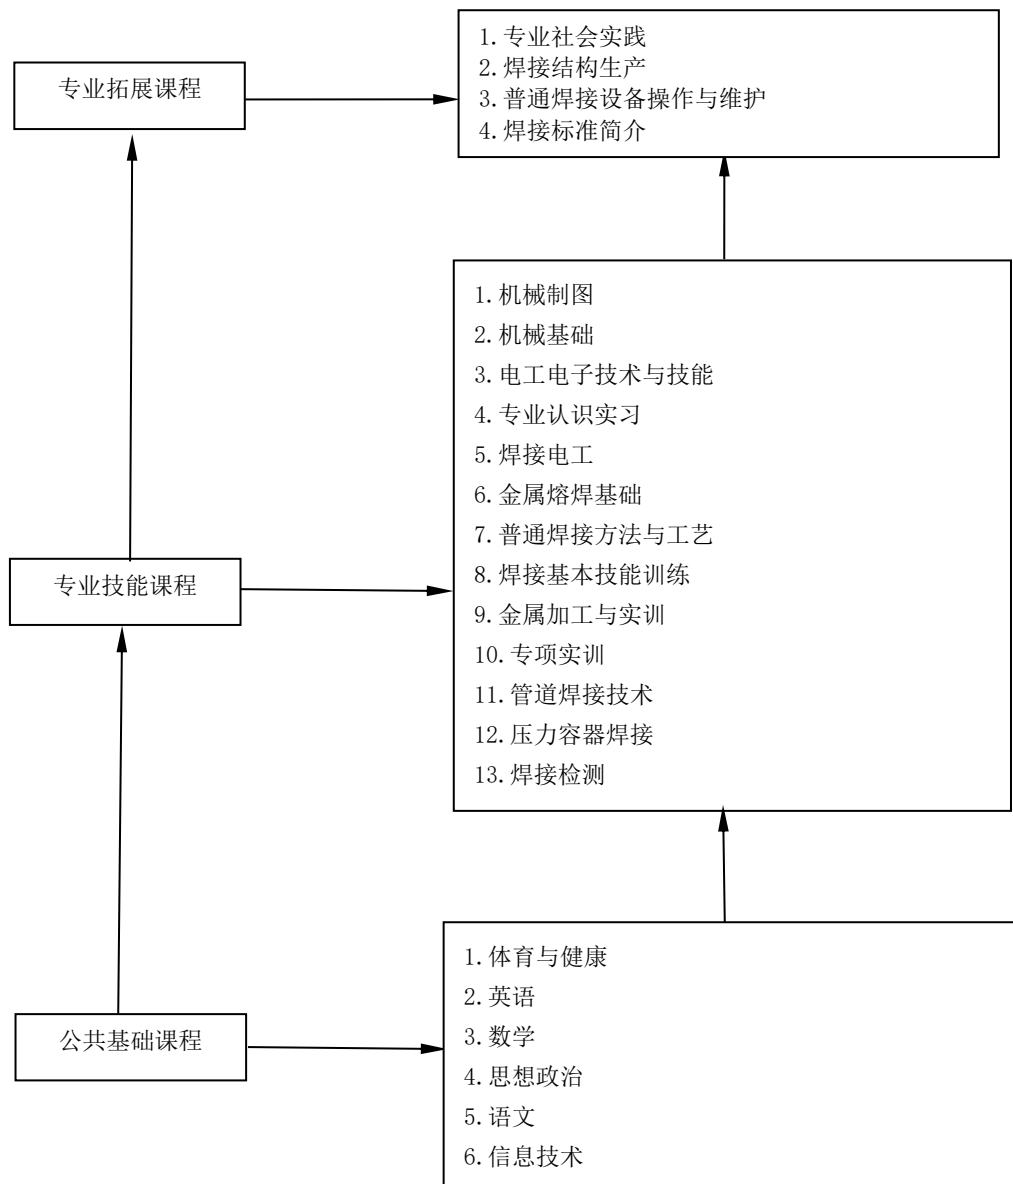 专业拓展课程
1.专业社会实践
2.焊接结构生产
3.普通焊接设备操作与维护
4.焊接标准简介
专业技能课程
1.机械制图
2.机械基础
3.电工电子技术与技能
4.专业认识实习
5.焊接电工
6.金属熔焊基础
7.普通焊接方法与工艺
8.焊接基本技能训练
9.金属加工与实训
10.专项实训
11.管道焊接技术
12.压力容器焊接
13.焊接检测
公共基础课程
1.体育与健康
2.英语
3.数学
4.思想政治
5.语文
6.信息技术